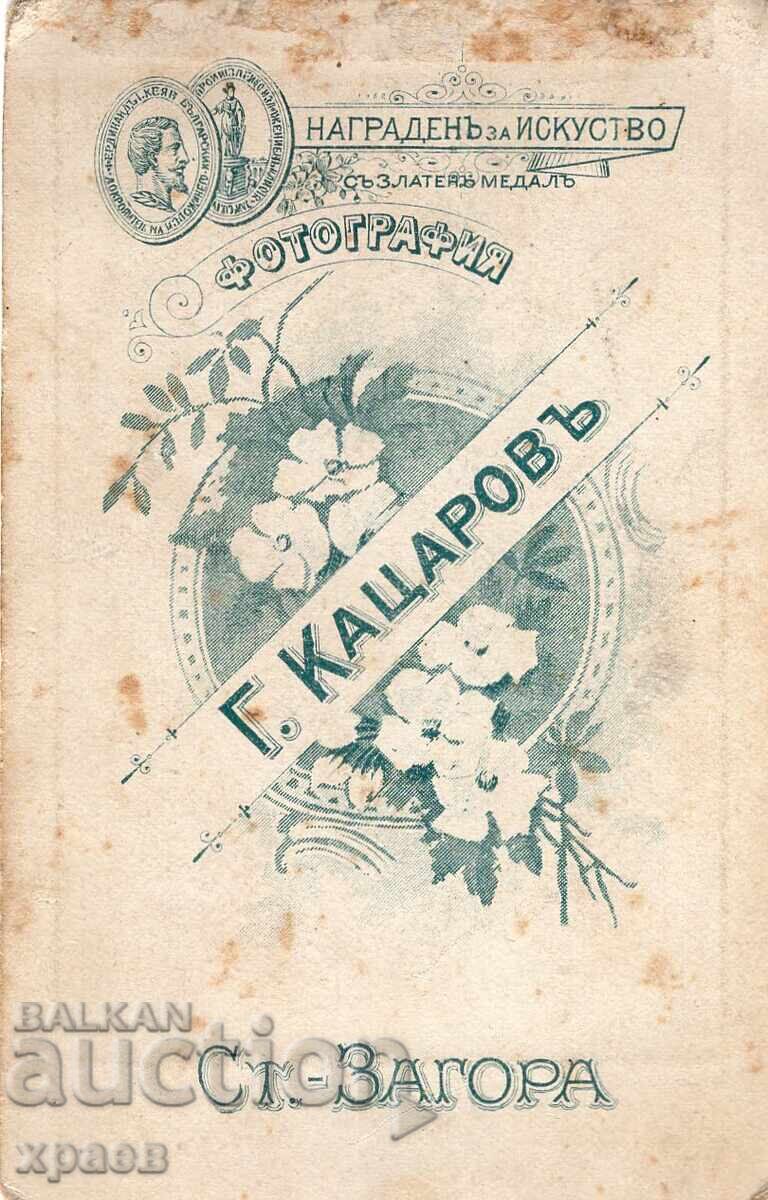 НАГРАДЕНЪ ЗА ИСКУСТВО
СЪ ЗЛАТЕНЪ МЕДАЛЪ
ФОТОГРАФИЯ
Г. КАЦАРОВЪ
СТ.-ЗАГОРА
BALKAN
auction
храев